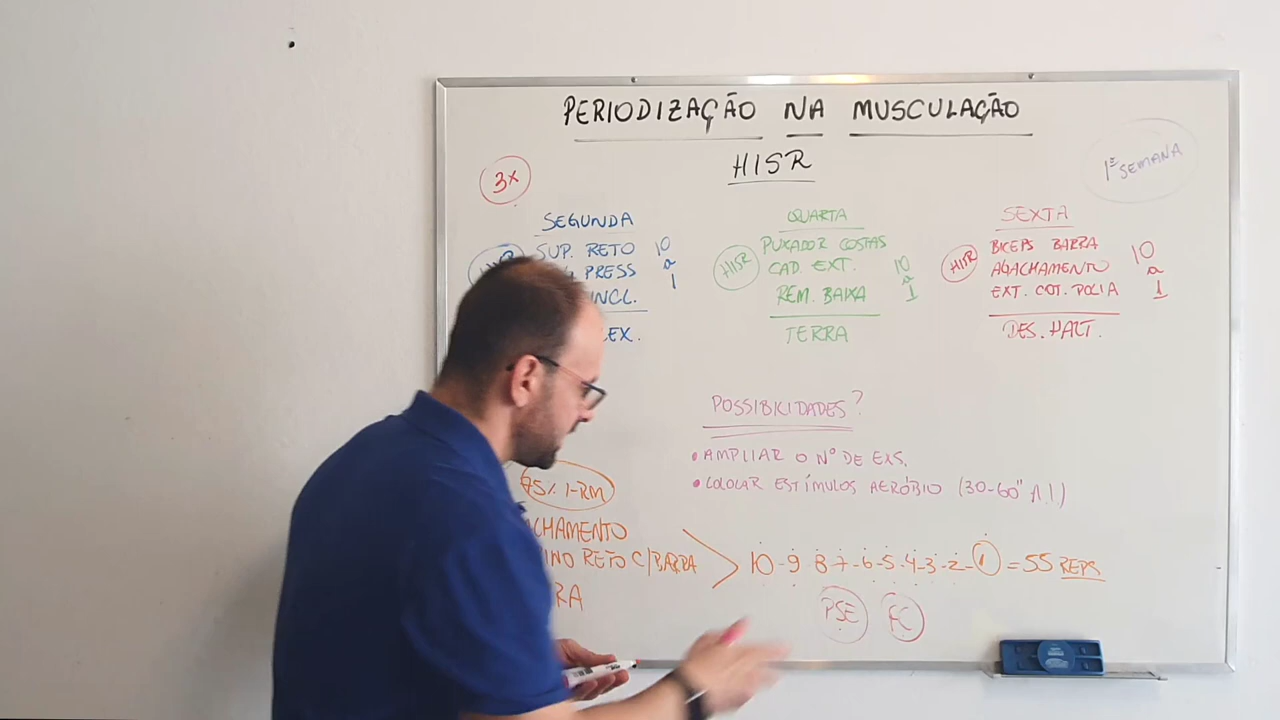 PERIODIZAÇÃO NA MUSCULAÇÃO
HISR
3x
1ª SEMANA
SEGUNDA
SUP. RETO 10
PRESS a
INCL. 1
EX.
QUARTA
HISR
PUXADOR COSTAS
CAD. EXT. 10
a
REM. BAIXA 1
TERRA
SEXTA
HISR
BICEPS BARRA 10
AGACHAMENTO a
EXT. COT. POLIA 1
DES. HALT.
POSSIBILIDADES?
• AMPLIAR O Nº DE EXS.
• COLOCAR ESTÍMULOS AERÓBIO (30-60" A.I)
75% 1-RM
CHAMENTO
INO RETO C/BARRA
RA
10-9-8-7-6-5-4-3-2-1 = 55 REPS
PSE FC